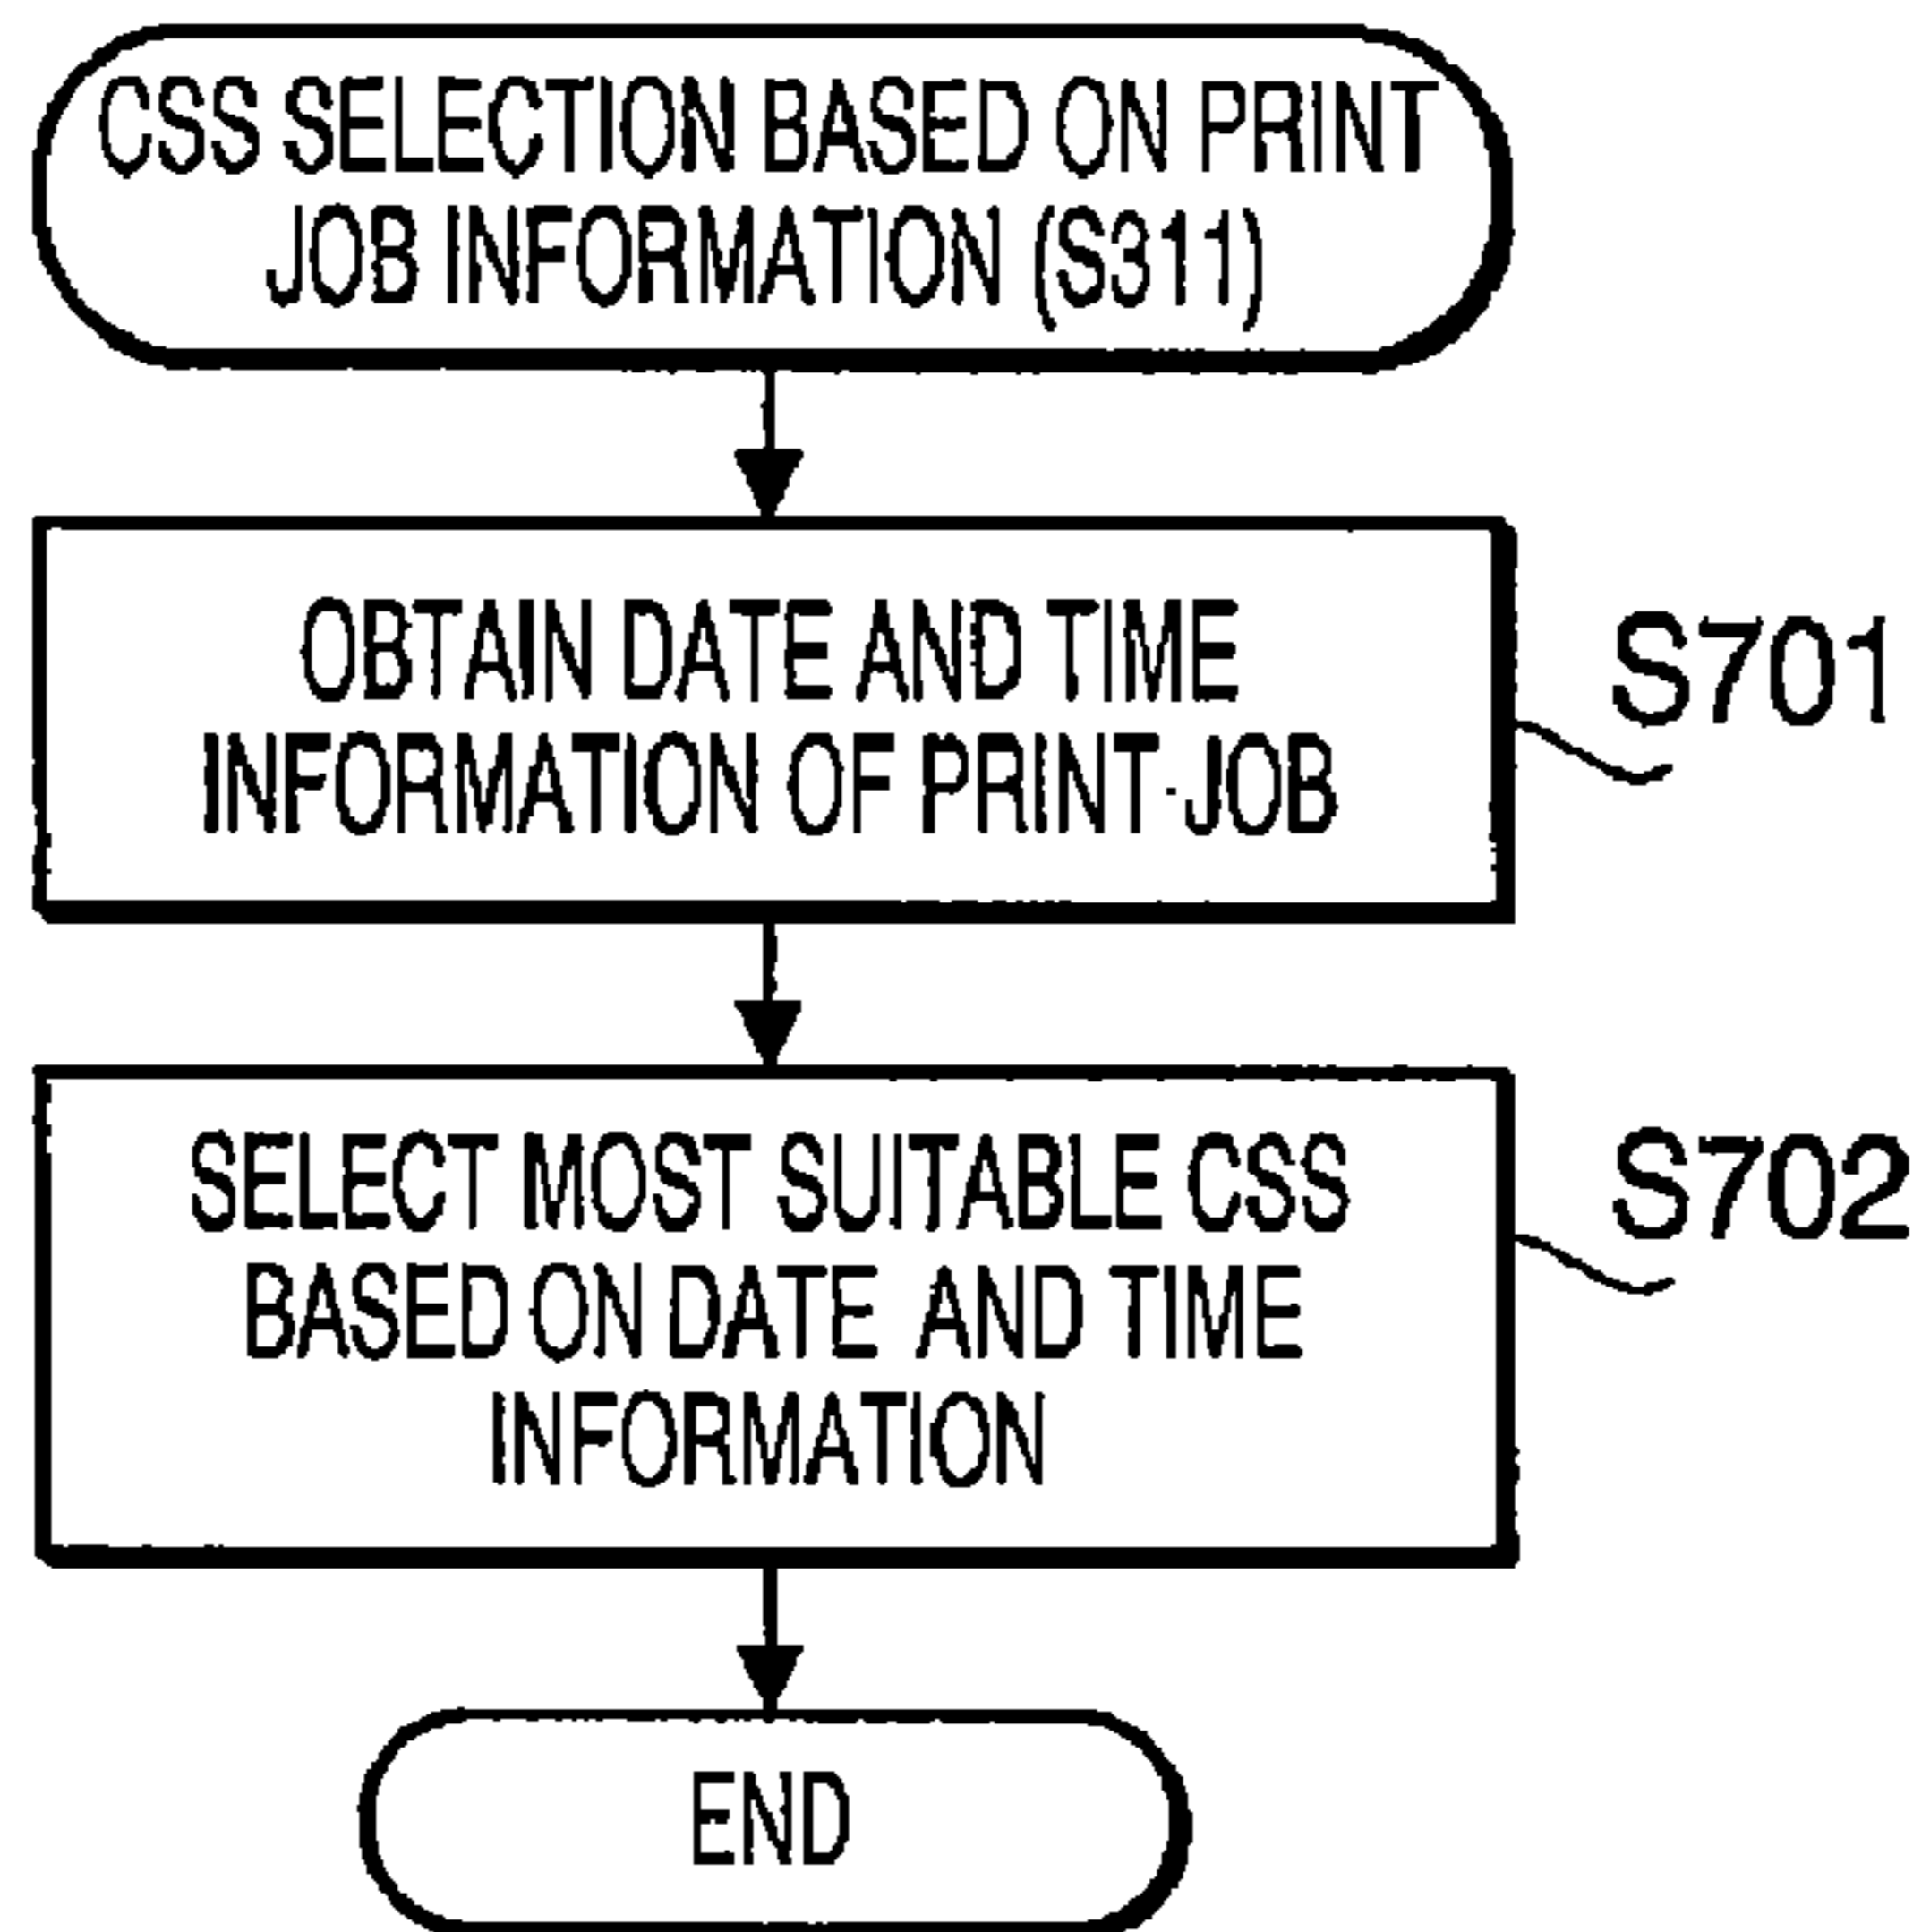 CSS SELECTION BASED ON PRINT
JOB INFORMATION (S311)
OBTAIN DATE AND TIME
INFORMATION OF PRINT-JOB
S701
SELECT MOST SUITABLE CSS
BASED ON DATE AND TIME
INFORMATION
S702
END